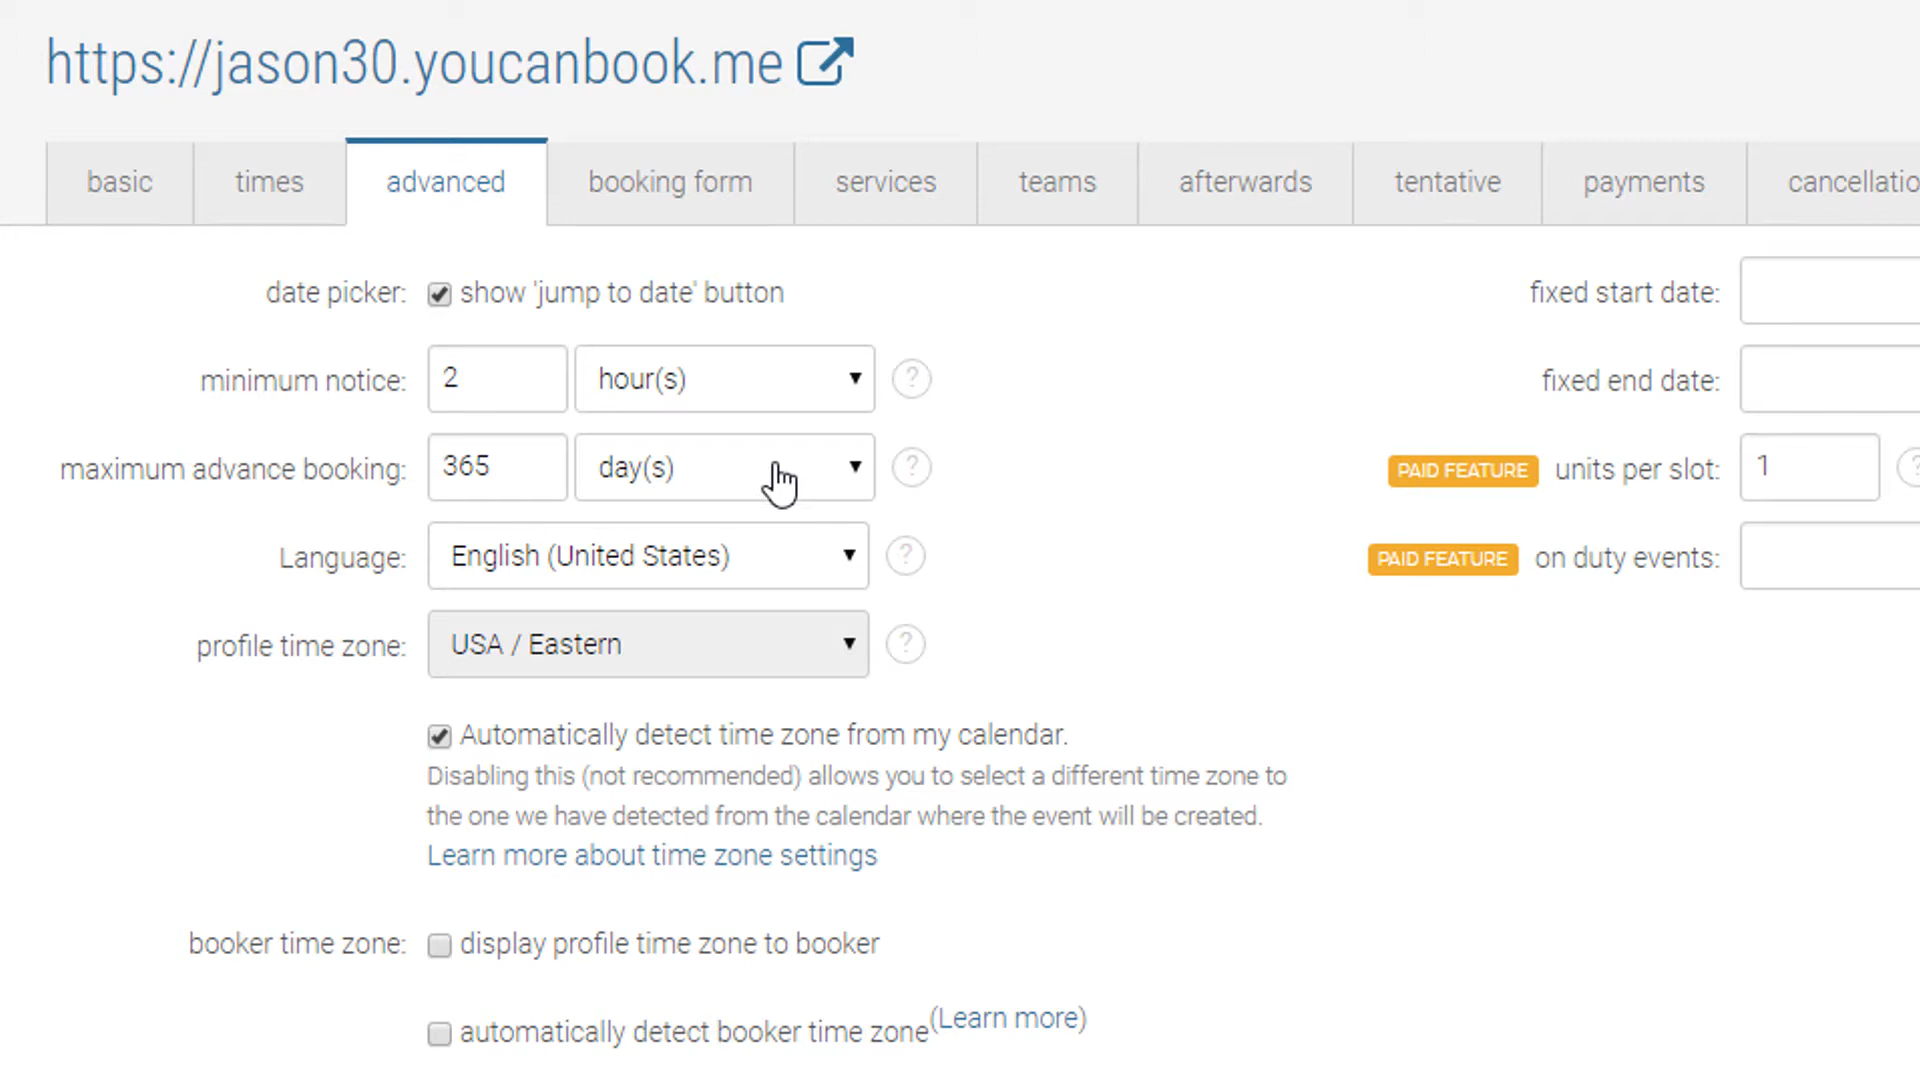 https://jason30.youcanbook.me
basic times advanced booking form services teams afterwards tentative payments cancellatio
date picker: show 'jump to date' button
fixed start date:
minimum notice: 2 hour(s) ?
fixed end date:
maximum advance booking: 365 day(s) ?
PAID FEATURE units per slot: 1 ?
Language: English (United States) ?
PAID FEATURE on duty events:
profile time zone: USA / Eastern ?
Automatically detect time zone from my calendar.
Disabling this (not recommended) allows you to select a different time zone to
the one we have detected from the calendar where the event will be created.
Learn more about time zone settings
booker time zone: display profile time zone to booker
automatically detect booker time zone (Learn more)